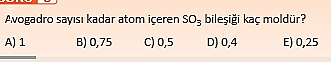 Avogadro sayısı kadar atom içeren SO₃ bileşiği kaç moldür?
A) 1 B) 0,75 C) 0,5 D) 0,4 E) 0,25